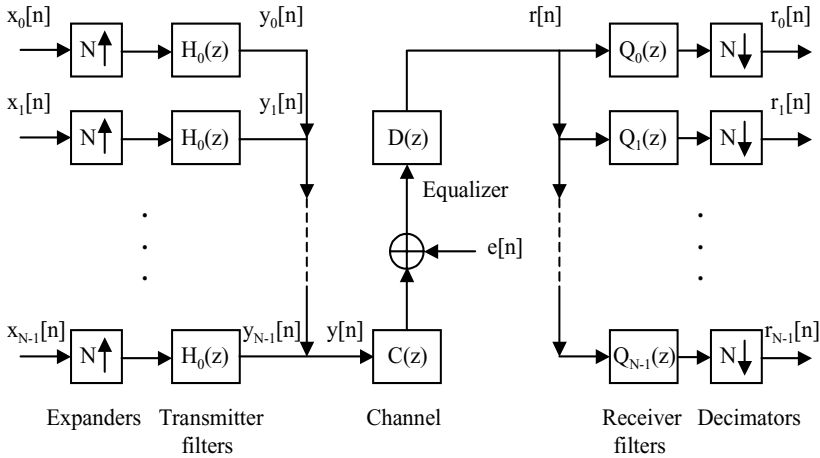 x0[n] N H0(z) y0[n] r[n] Q0(z) N r0[n]
x1[n] N H0(z) y1[n] D(z) Q1(z) N r1[n]
Equalizer
e[n]
xN-1[n] N H0(z) yN-1[n] y[n] C(z) QN-1(z) N rN-1[n]
Expanders Transmitter filters Channel Receiver filters Decimators